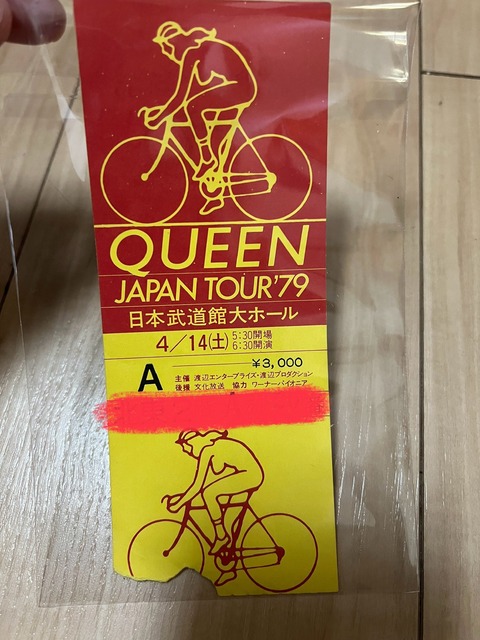 QUEEN
JAPAN TOUR'79
日本武道館大ホール
4/14(土) 5:30開場
6:30開演
A ¥3,000
主催 渡辺エンタープライズ・渡辺プロダクション
後援 文化放送 協力 ワーナーパイオニア